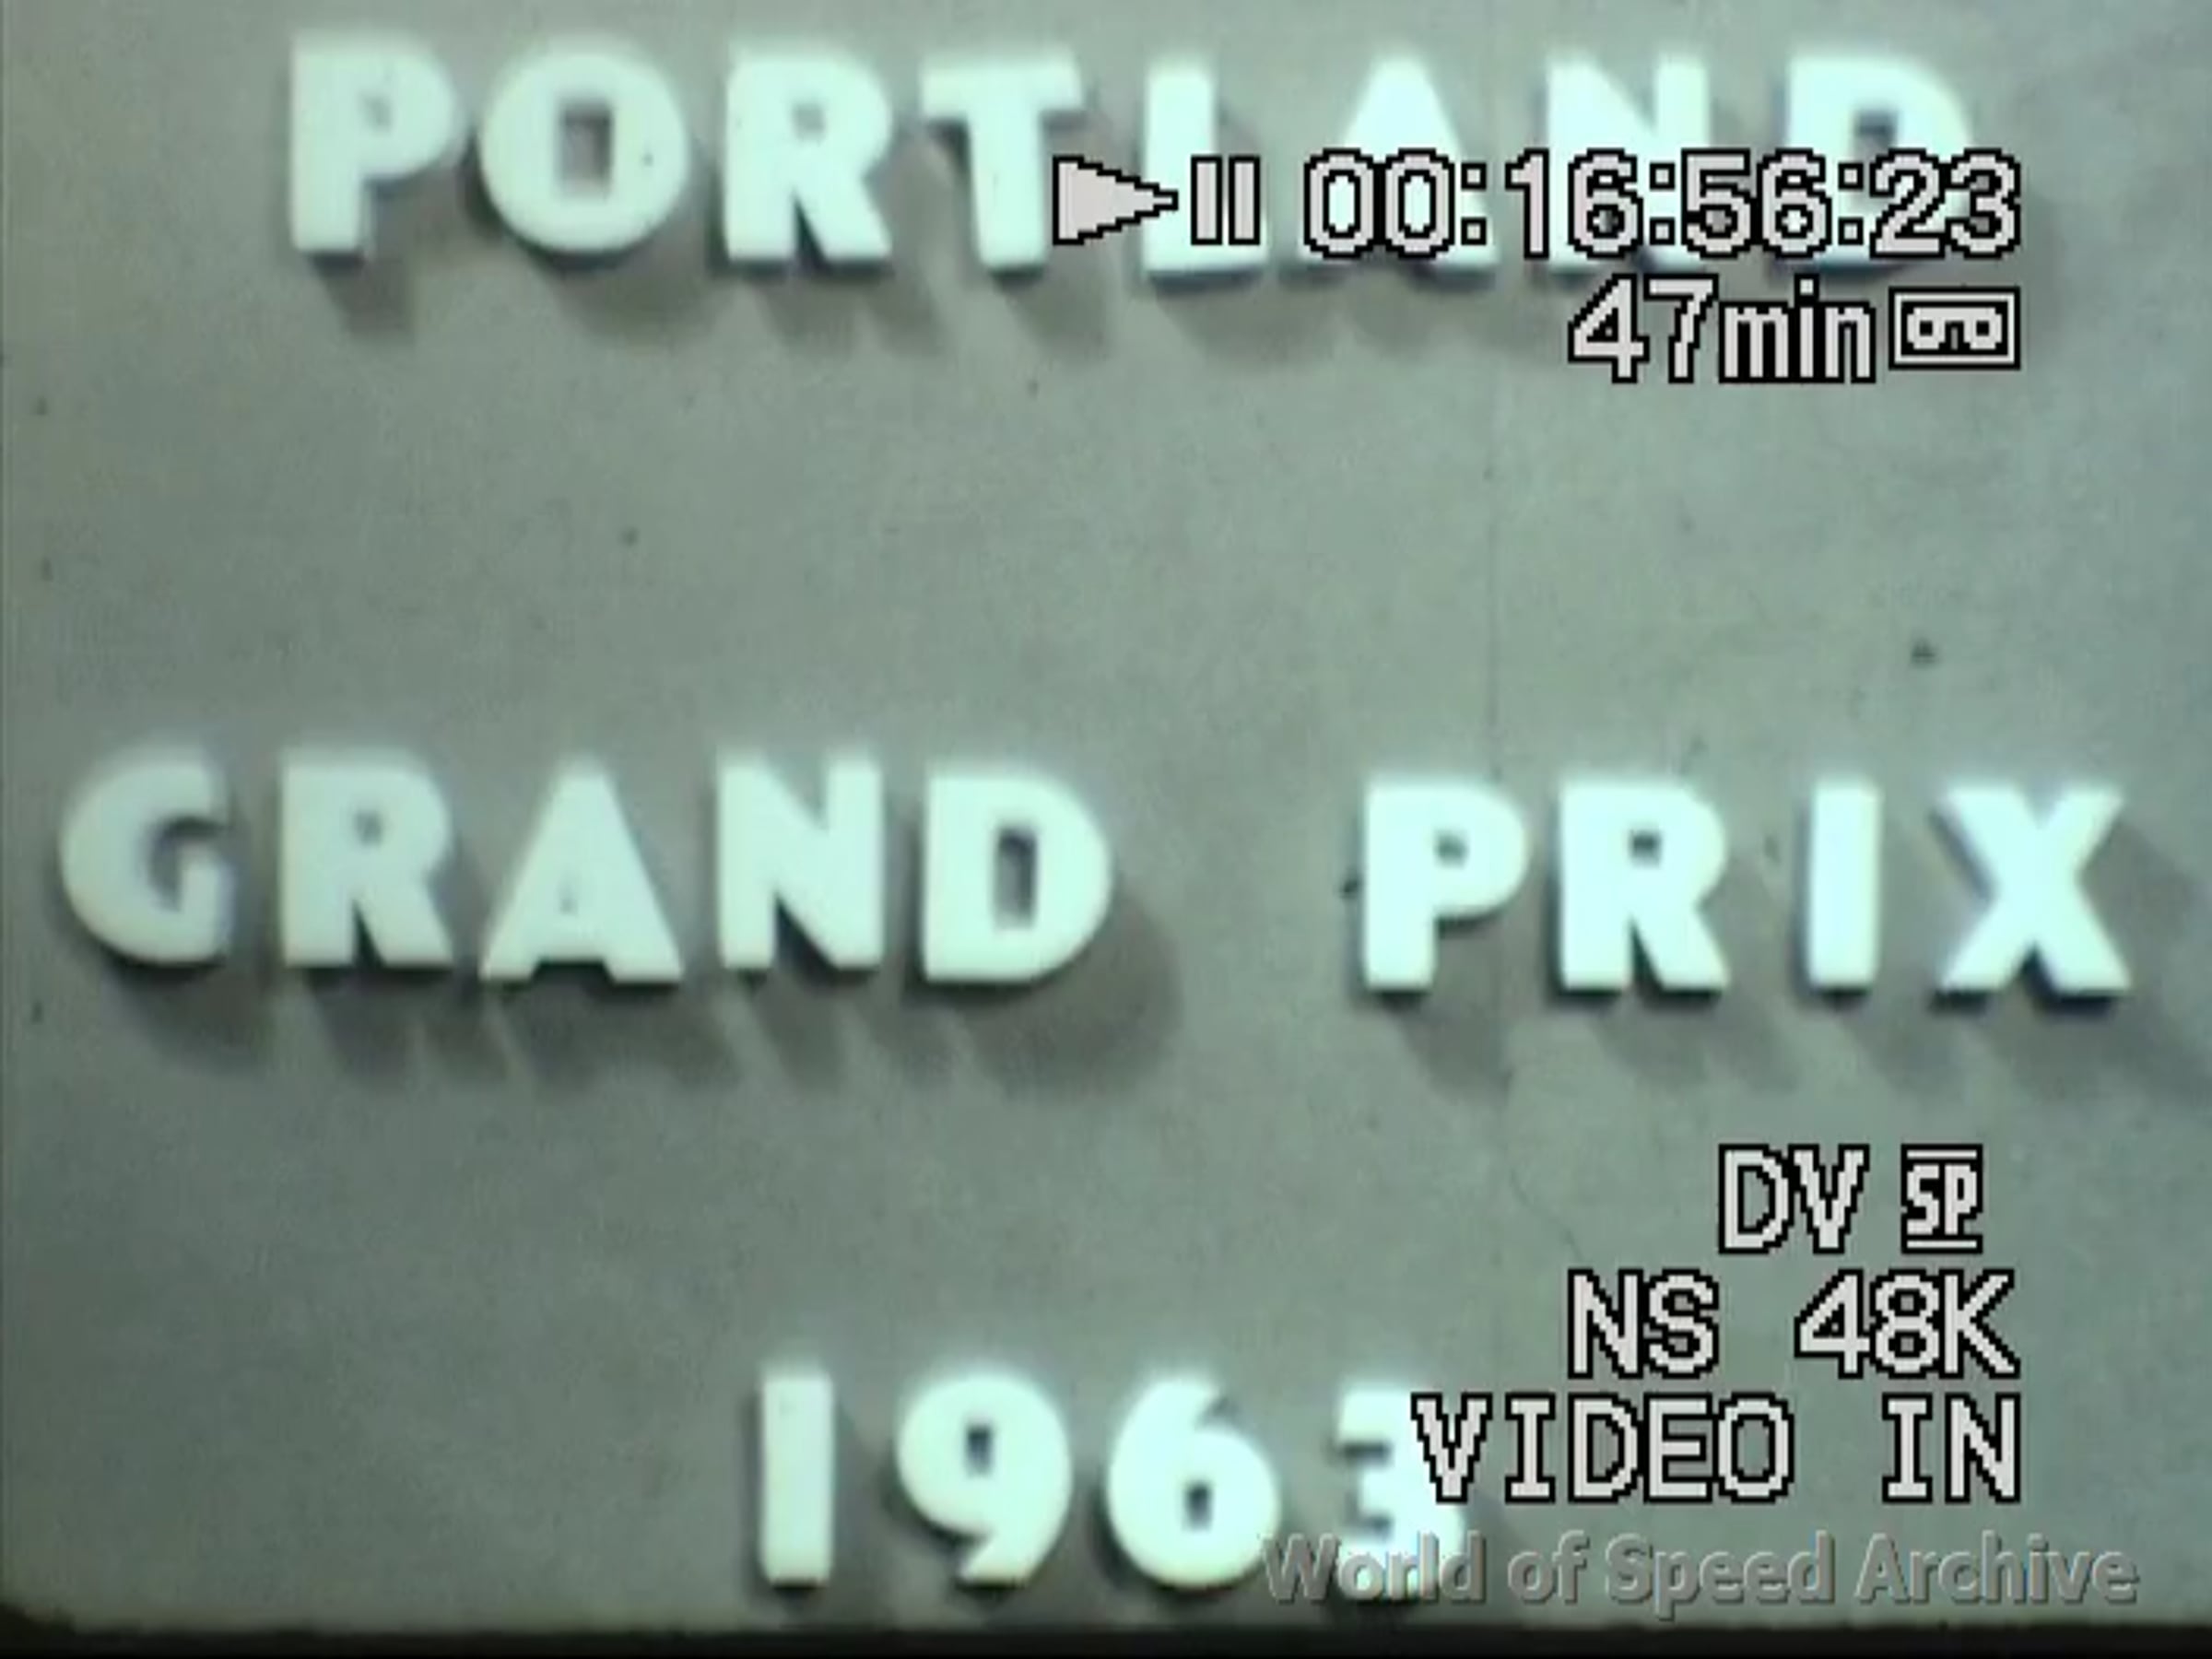 PORTLAND
00:16:56:23
47min
GRAND PRIX
DV SP
NS 48K
1963
VIDEO IN
World of Speed Archive